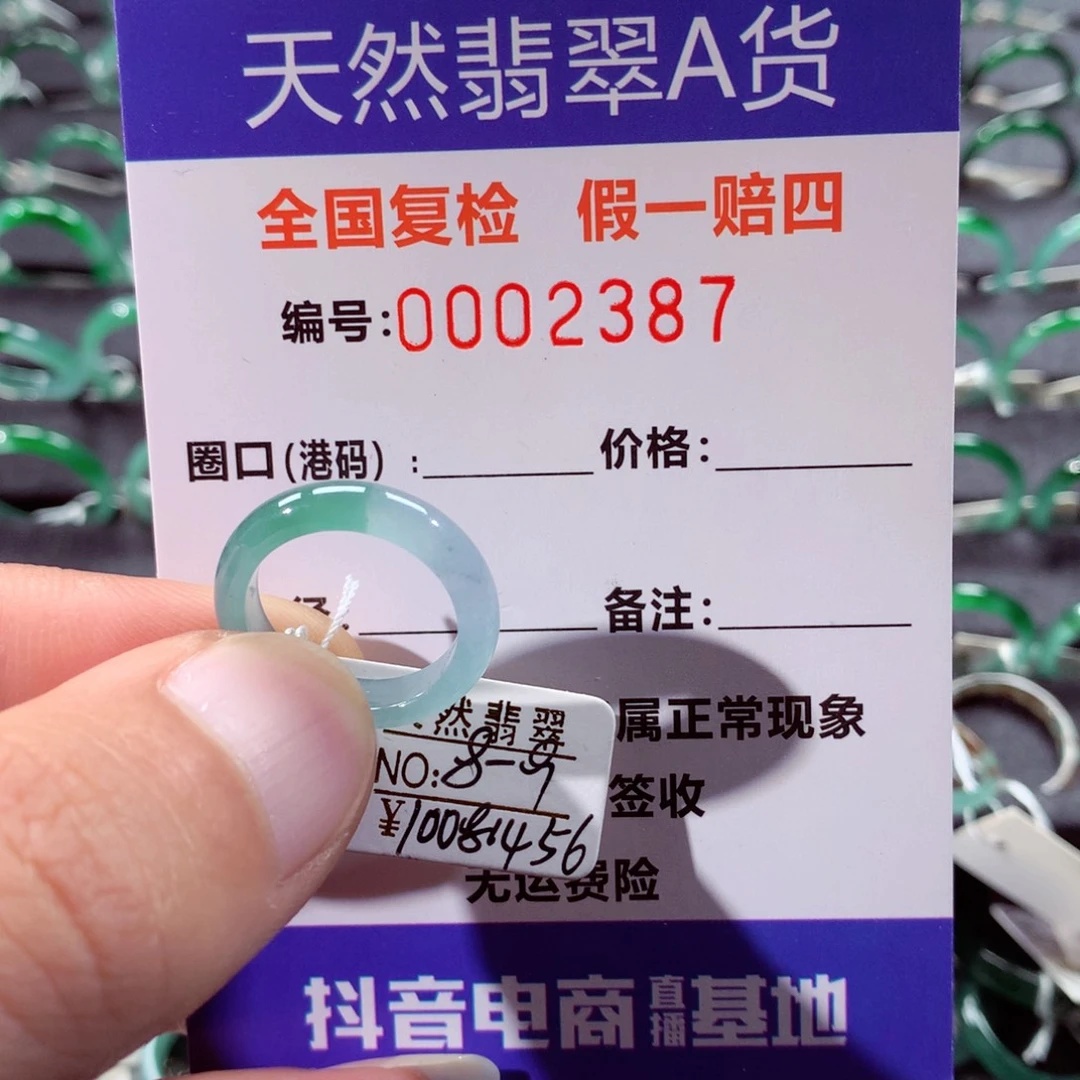 天然翡翠A货
全国复检 假一赔四
编号:0002387
圈口(港码):
价格:
备注:
属正常现象
然翡翠
NO:8-9
签收
无运费险
抖音电商直播基地